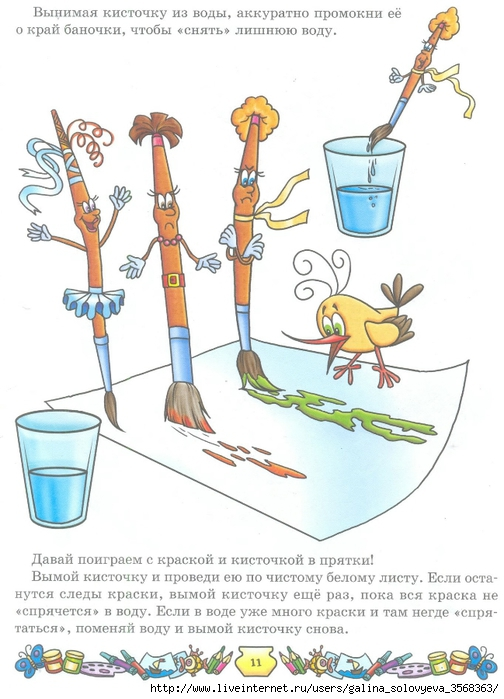 Вынимая кисточку из воды, аккуратно промокни её
о край баночки, чтобы «снять» лишнюю воду.
Давай поиграем с краской и кисточкой в прятки!
Вымой кисточку и проведи ею по чистому белому листу. Если оста-
нутся следы краски, вымой кисточку ещё раз, пока вся краска не
«спрячется» в воду. Если в воде уже много краски и там негде «спря-
таться», поменяй воду и вымой кисточку снова.
11
http://www.liveinternet.ru/users/galina_solovyeva_3568363/